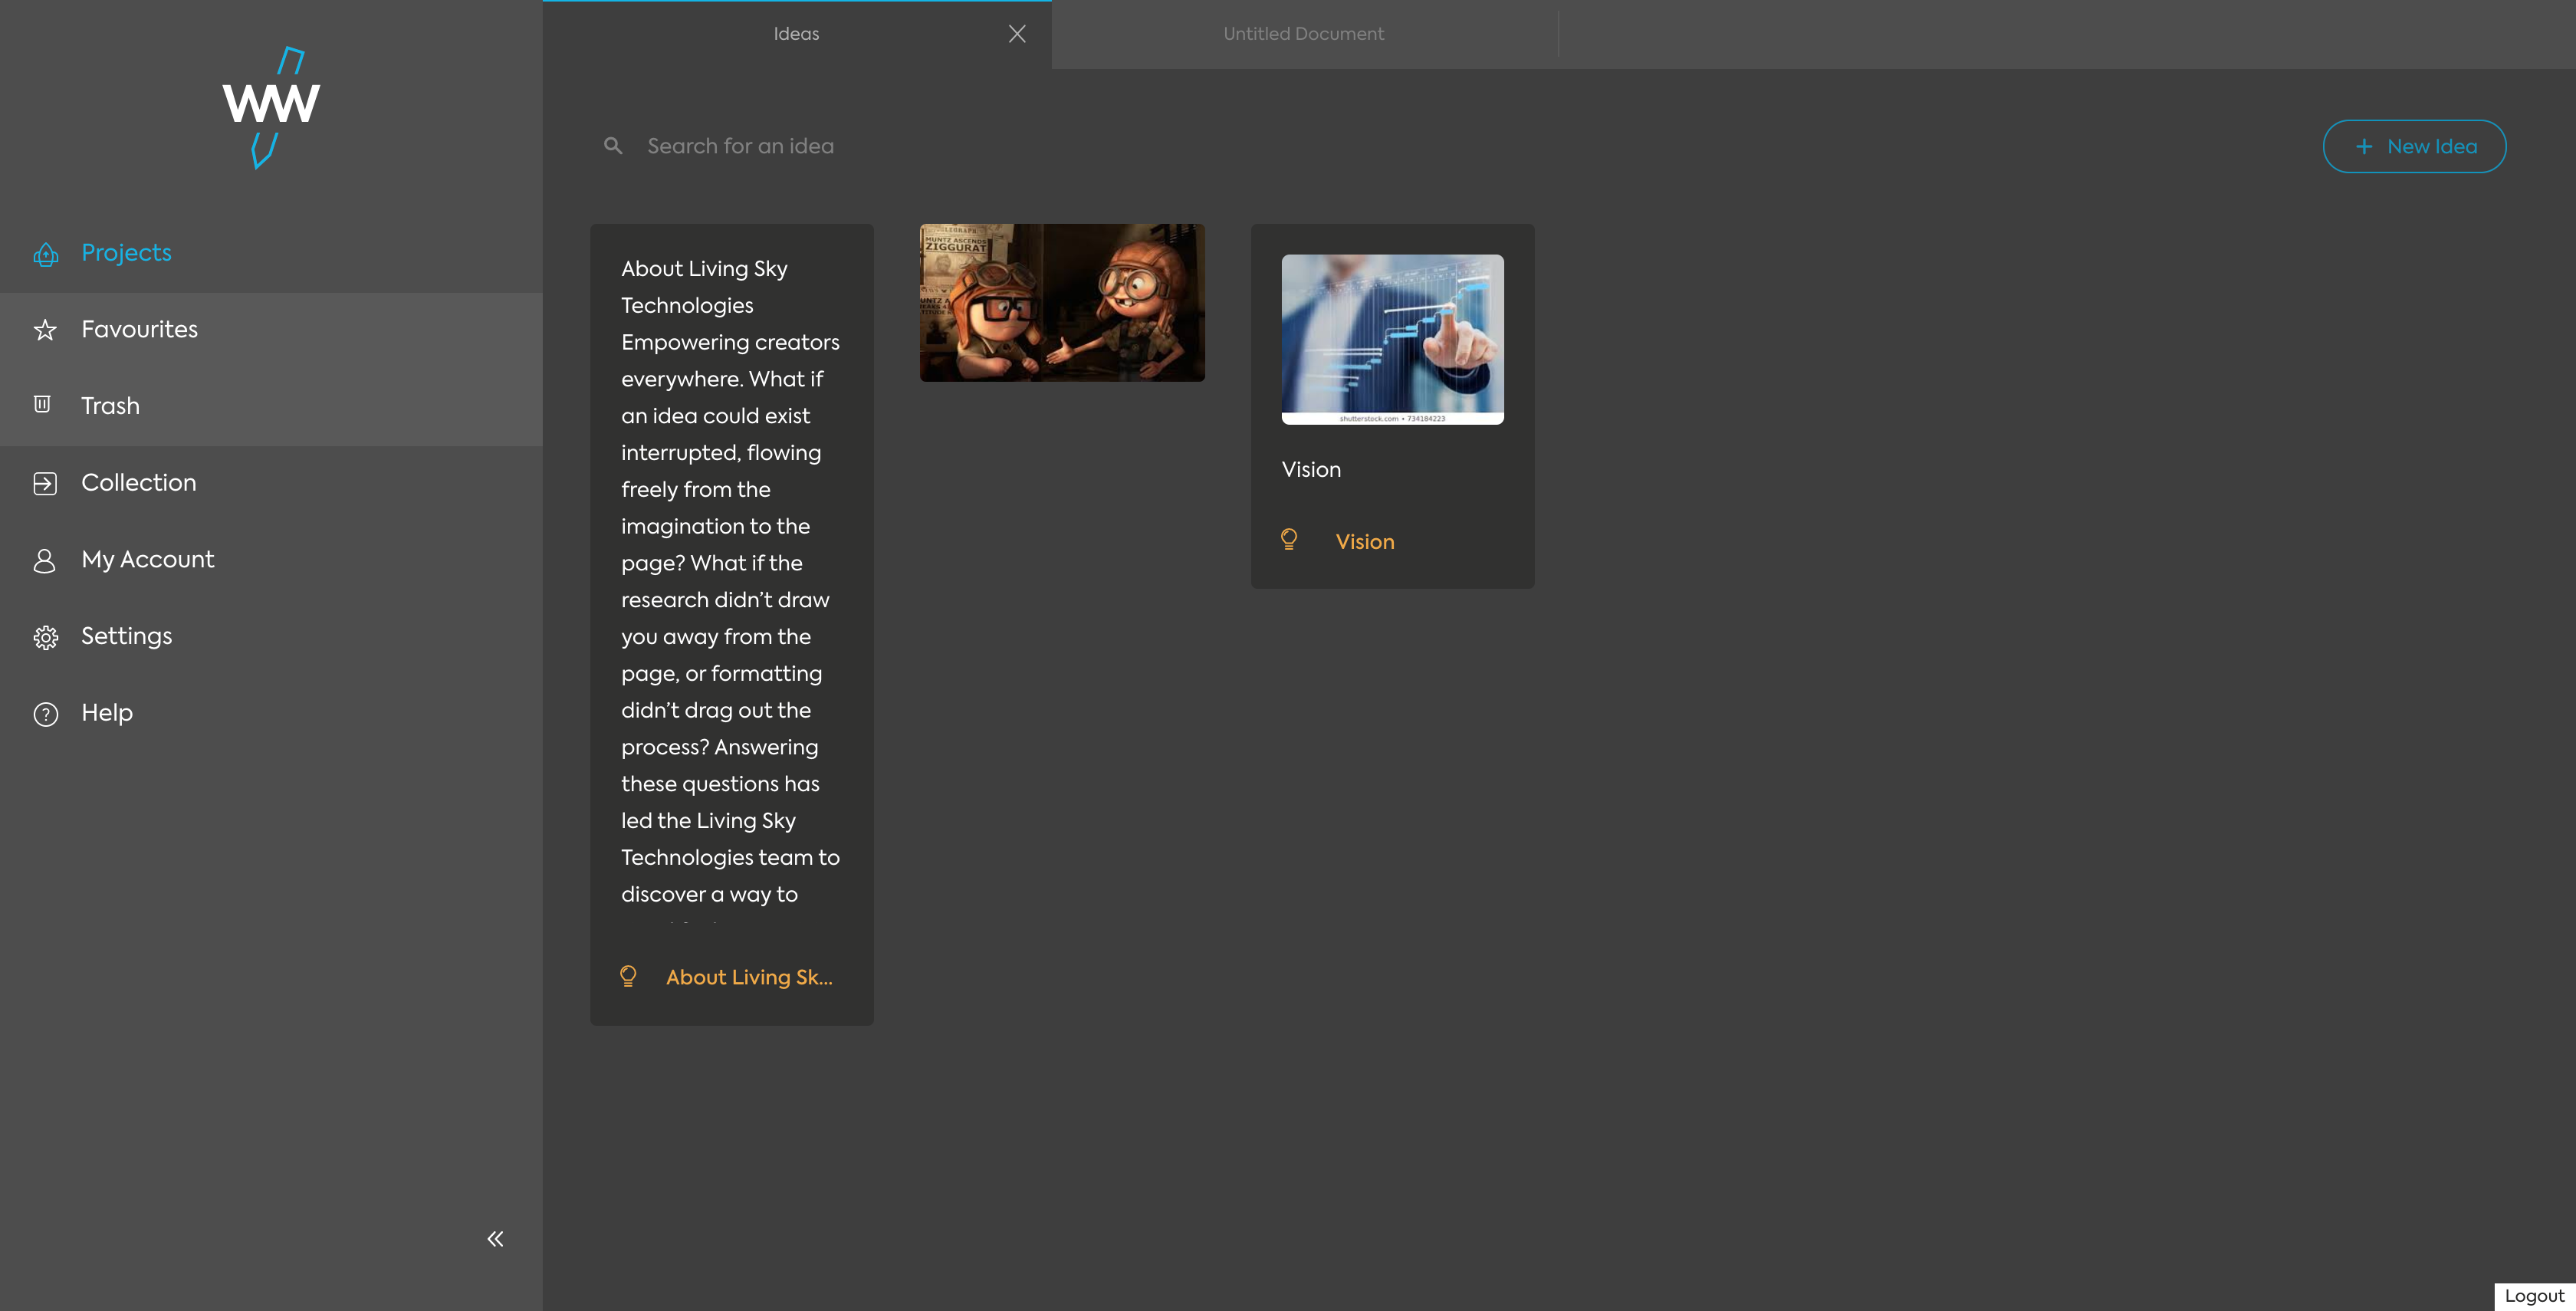 WW
Projects
Favourites
Trash
Collection
My Account
Settings
Help
Ideas
Untitled Document
Search for an idea
+ New Idea
About Living Sky
Technologies
Empowering creators
everywhere. What if
an idea could exist
interrupted, flowing
freely from the
imagination to the
page? What if the
research didn’t draw
you away from the
page, or formatting
didn’t drag out the
process? Answering
these questions has
led the Living Sky
Technologies team to
discover a way to
About Living Sk...
MUNTZ ASCENDS
ZIGGURAT
shutterstock.com • 734184223
Vision
Vision
Logout